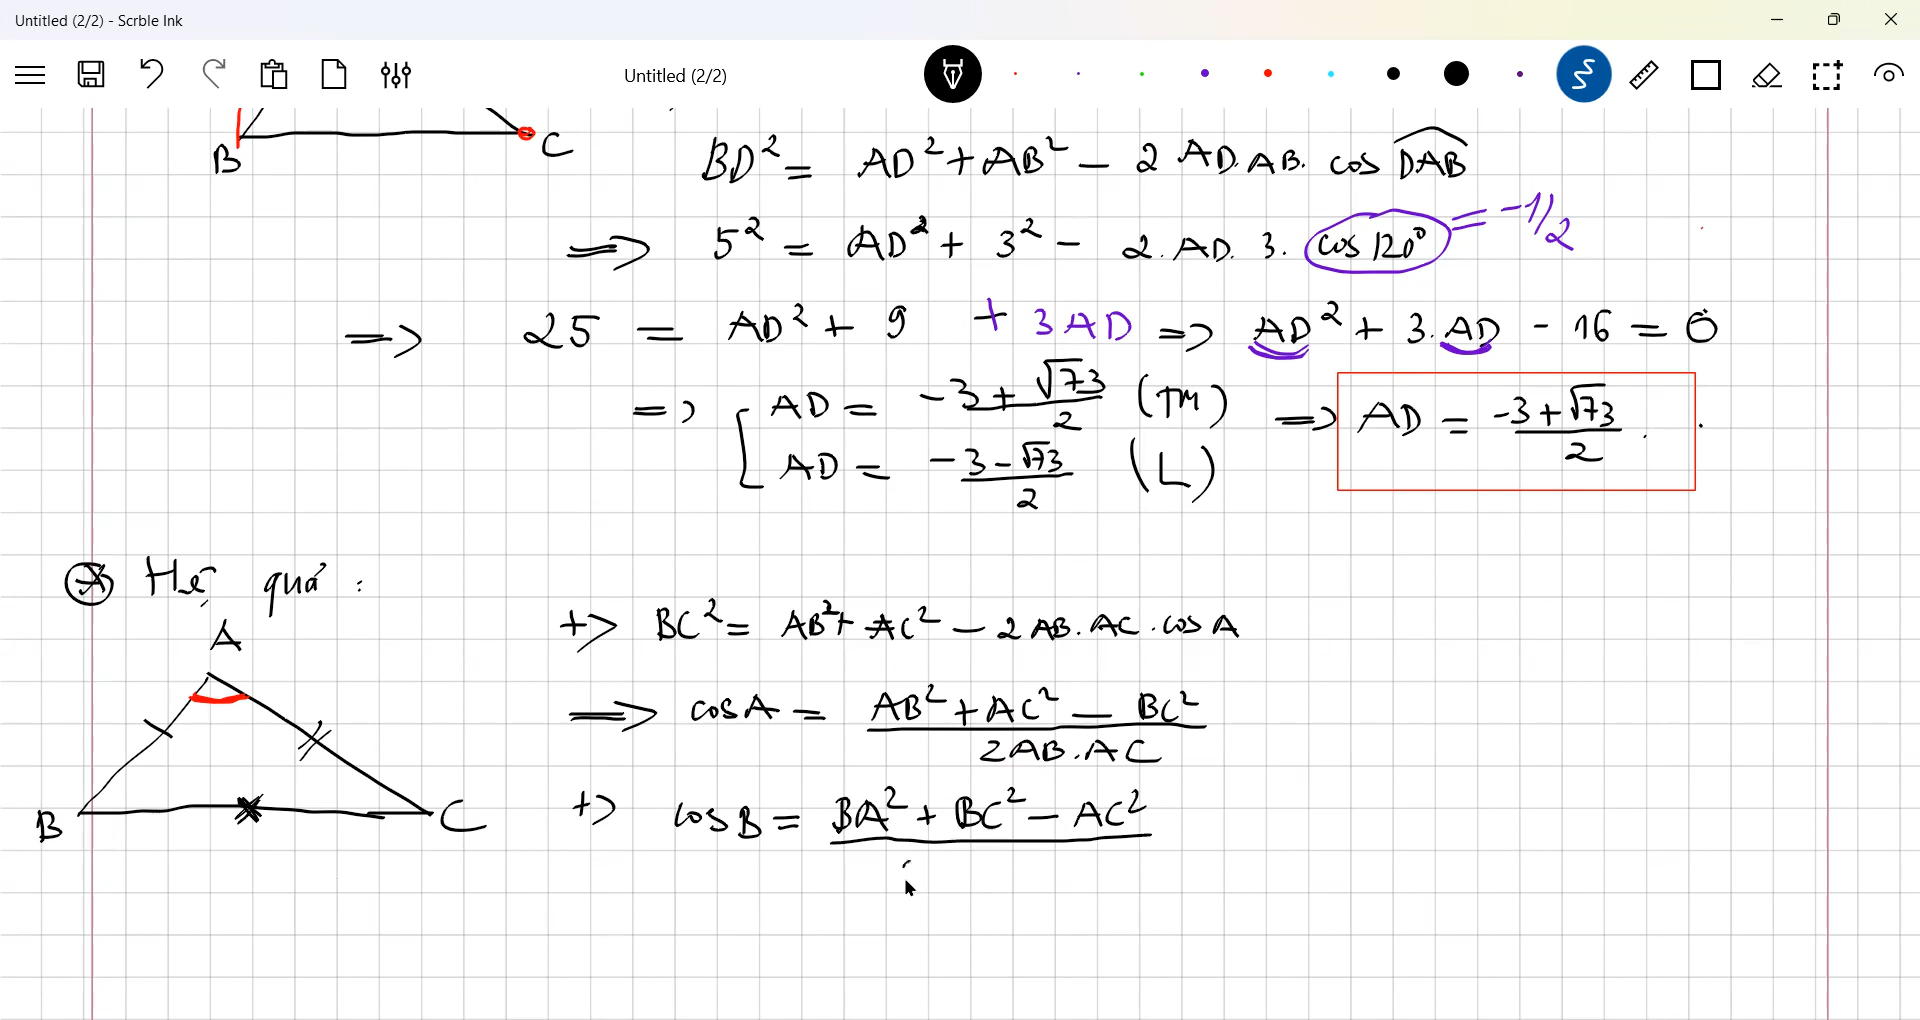 Untitled (2/2) - Scrble Ink
Untitled (2/2)
B C
BD² = AD² + AB² - 2 AD. AB. cos DAB
=> 5² = AD² + 3² - 2. AD. 3. cos 120° = -1/2
=> 25 = AD² + 9 + 3AD => AD² + 3.AD - 16 = 0
=> [ AD = (-3+√73)/2 (TM) => AD = (-3+√73)/2 .
AD = (-3-√73)/2 (L)
Hệ quả :
A
+> BC² = AB² + AC² - 2 AB. AC. cos A
=> cos A = (AB² + AC² - BC²)/(2AB.AC)
B C
+> cos B = BA² + BC² - AC²